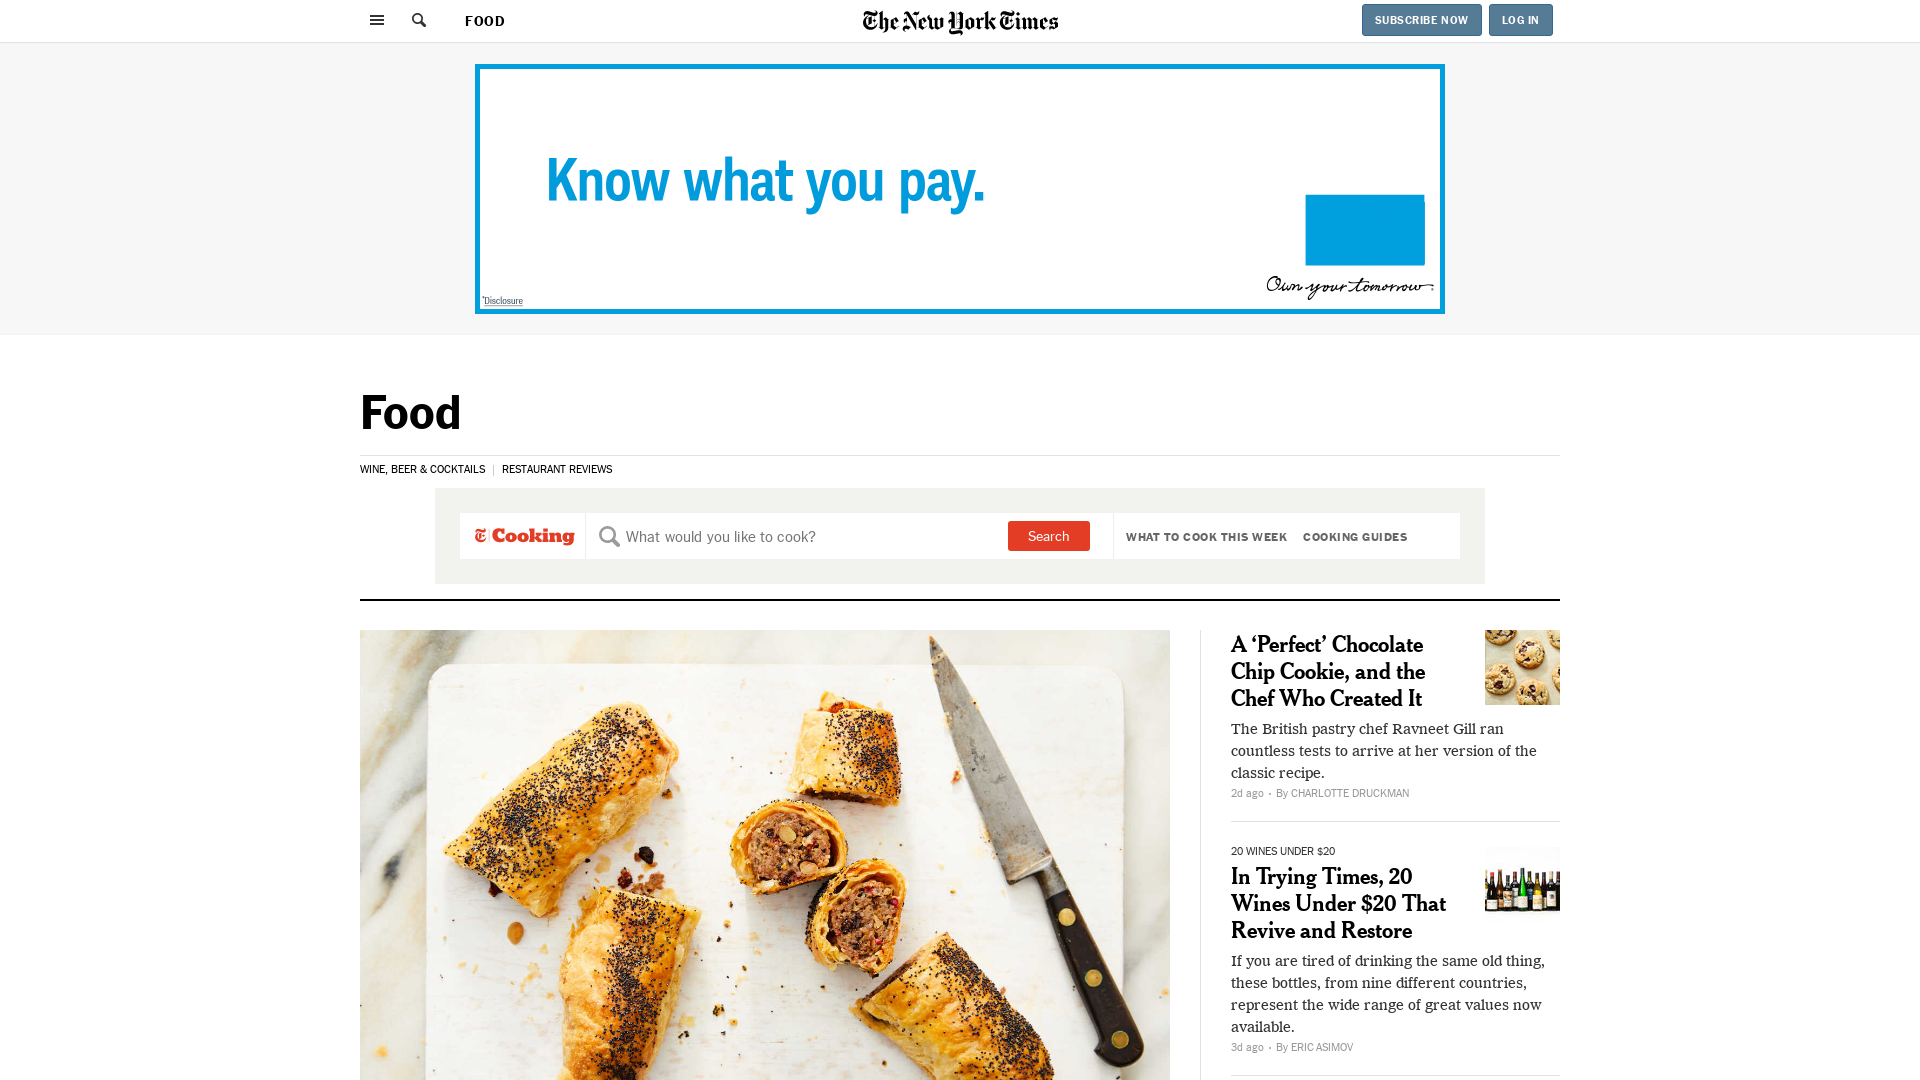 FOOD
The New York Times
SUBSCRIBE NOW
LOG IN
Know what you pay.
Own your tomorrow.
*Disclosure
Food
WINE, BEER & COCKTAILS | RESTAURANT REVIEWS
Cooking
What would you like to cook?
Search
WHAT TO COOK THIS WEEK
COOKING GUIDES
A ‘Perfect’ Chocolate
Chip Cookie, and the
Chef Who Created It
The British pastry chef Ravneet Gill ran
countless tests to arrive at her version of the
classic recipe.
2d ago • By CHARLOTTE DRUCKMAN
20 WINES UNDER $20
In Trying Times, 20
Wines Under $20 That
Revive and Restore
If you are tired of drinking the same old thing,
these bottles, from nine different countries,
represent the wide range of great values now
available.
3d ago • By ERIC ASIMOV